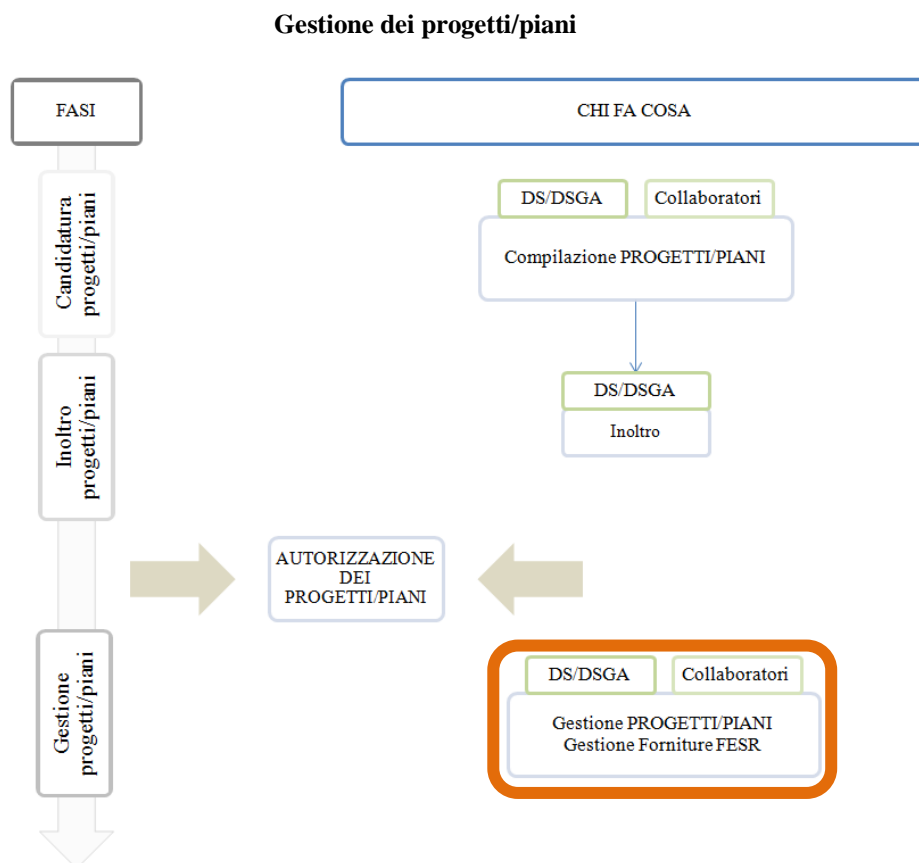 Gestione dei progetti/piani
FASI
CHI FA COSA
Candidatura
progetti/piani
DS/DSGA
Collaboratori
Compilazione PROGETTI/PIANI
Inoltro
progetti/piani
DS/DSGA
Inoltro
AUTORIZZAZIONE
DEI
PROGETTI/PIANI
Gestione
progetti/piani
DS/DSGA
Collaboratori
Gestione PROGETTI/PIANI
Gestione Forniture FESR